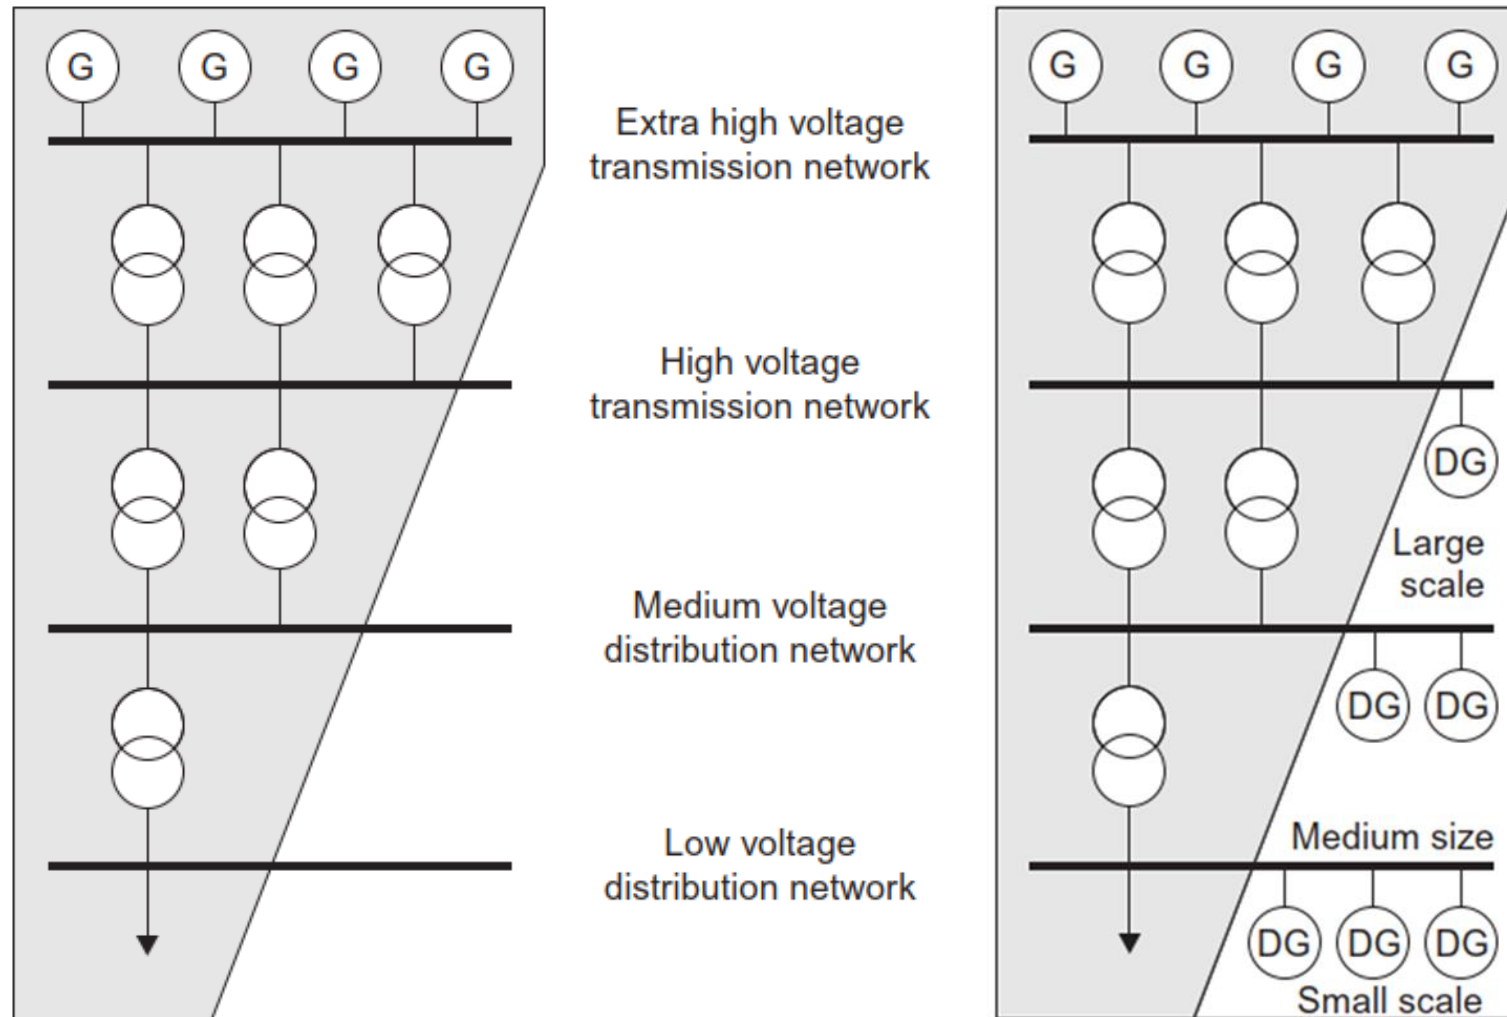 G G G G
Extra high voltage
transmission network
High voltage
transmission network
Medium voltage
distribution network
Low voltage
distribution network
G G G G
DG
Large
scale
DG DG
Medium size
DG DG DG
Small scale